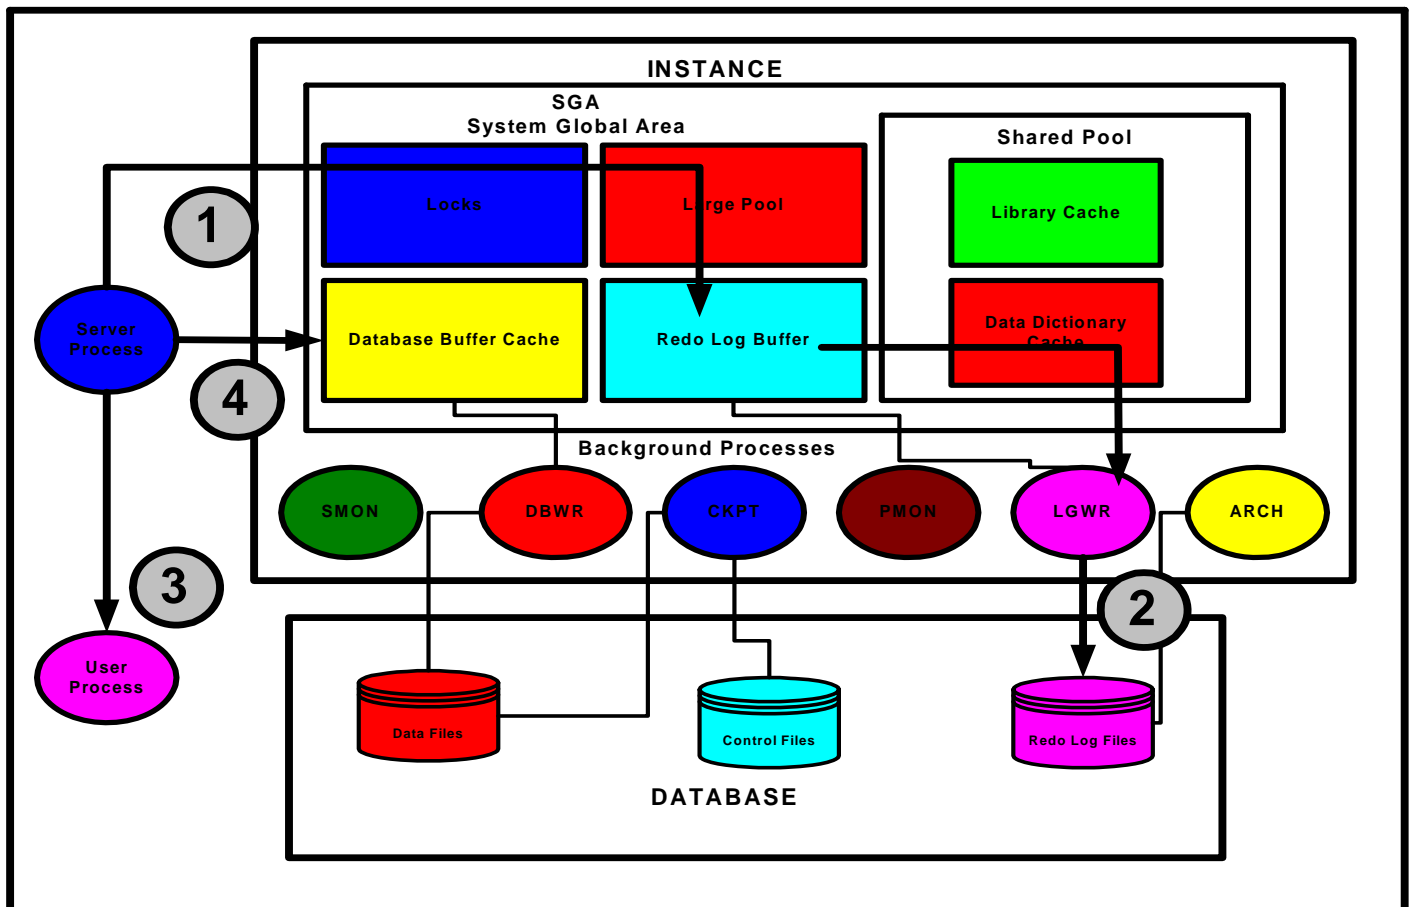 INSTANCE
SGA
System Global Area
Shared Pool
Locks
Large Pool
Library Cache
1
Server
Process
Database Buffer Cache
Redo Log Buffer
Data Dictionary
Cache
4
Background Processes
SMON
DBWR
CKPT
PMON
LGWR
ARCH
3
2
User
Process
Data Files
Control Files
Redo Log Files
DATABASE